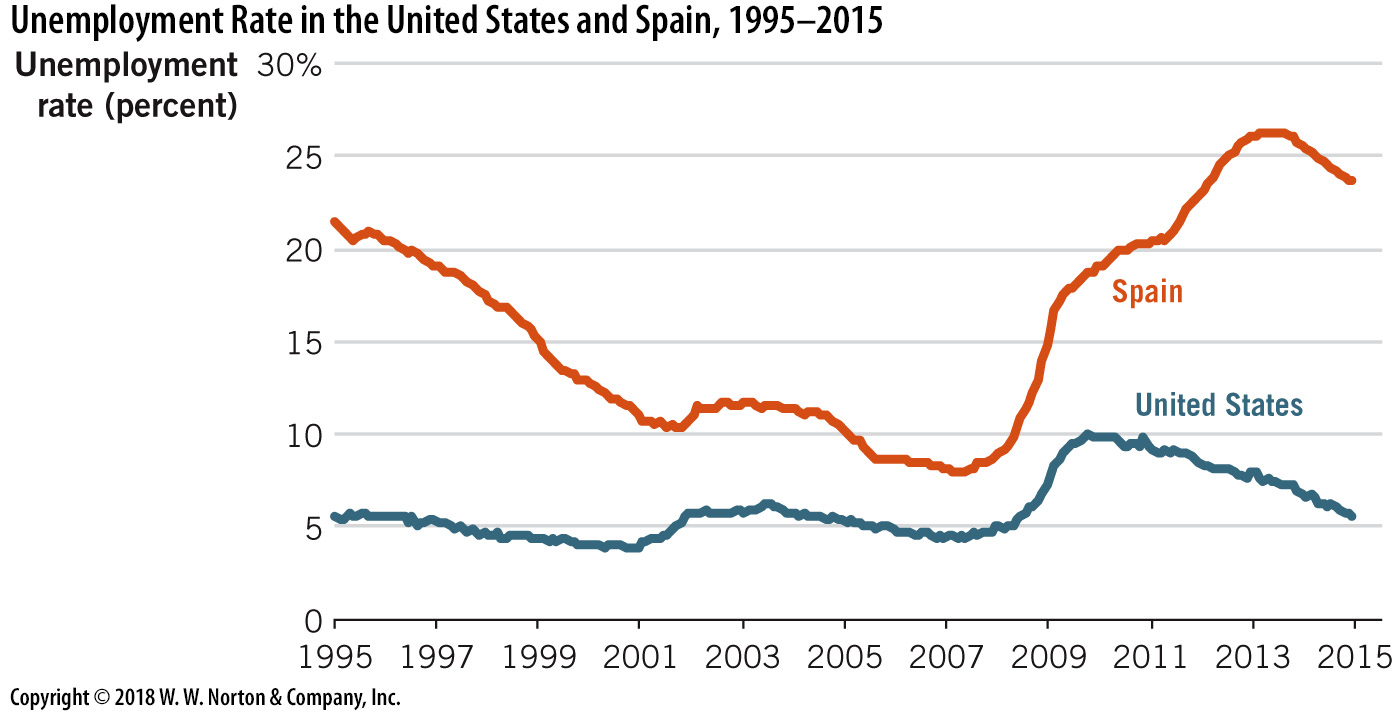 Unemployment Rate in the United States and Spain, 1995–2015
Unemployment
rate (percent)
30%
25
20
15
10
5
0
Spain
United States
1995 1997 1999 2001 2003 2005 2007 2009 2011 2013 2015
Copyright © 2018 W. W. Norton & Company, Inc.